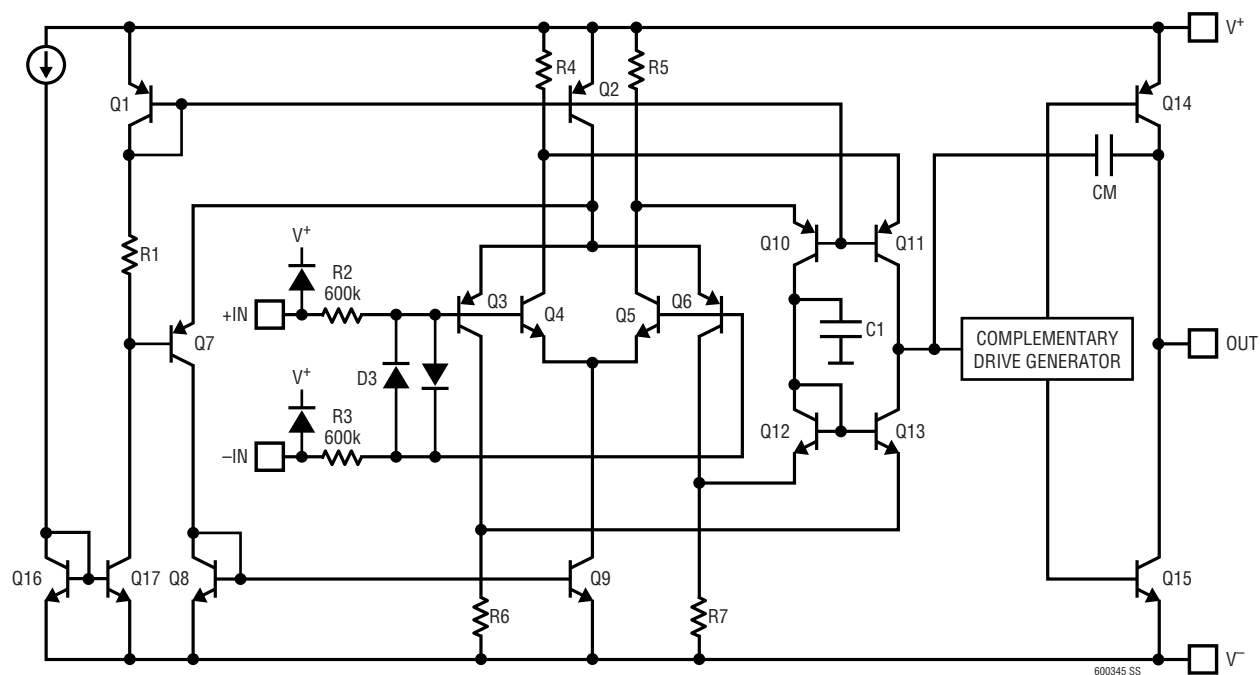 V+
R4
R5
Q1
Q2
Q14
CM
R1
V+
R2
600k
Q10
Q11
+IN
Q3
Q4
Q5
Q6
C1
Q7
COMPLEMENTARY
DRIVE GENERATOR
OUT
D3
V+
R3
600k
–IN
Q12
Q13
Q16
Q17
Q8
Q9
Q15
R6
R7
V–
600345 SS